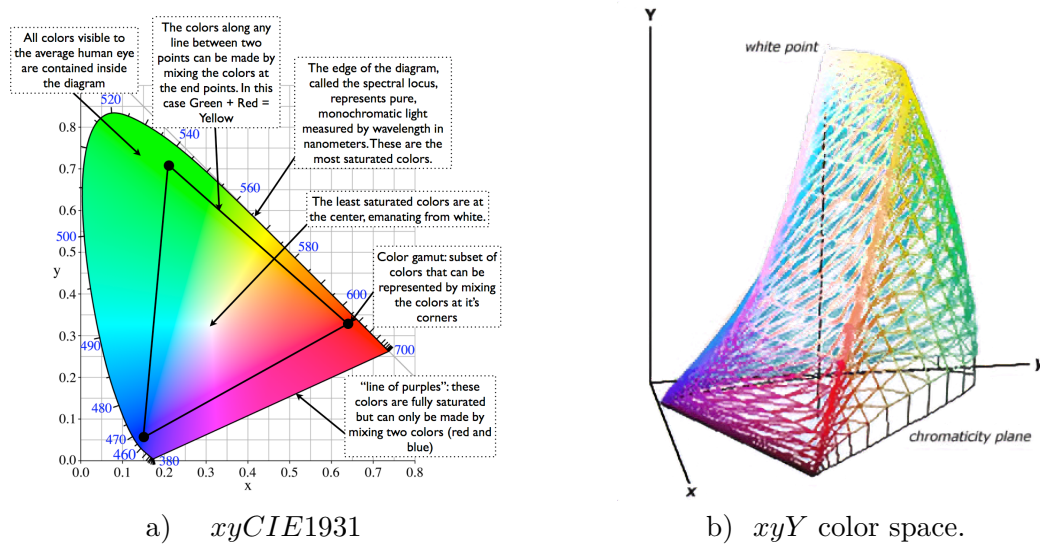 All colors visible to
the average human eye
are contained inside
the diagram
The colors along any
line between two
points can be made by
mixing the colors at
the end points. In this
case Green + Red =
Yellow
The edge of the diagram,
called the spectral locus,
represents pure,
monochromatic light
measured by wavelength in
nanometers. These are the
most saturated colors.
The least saturated colors are at
the center, emanating from white.
Color gamut: subset of
colors that can be
represented by mixing
the colors at it's
corners
"line of purples": these
colors are fully saturated
but can only be made by
mixing two colors (red and
blue)
520
540
560
580
600
700
500
490
480
470
460
380
0.8
0.7
0.6
0.5
y
0.4
0.3
0.2
0.1
0.0
0.0 0.1 0.2 0.3 0.4 0.5 0.6 0.7 0.8
x
a) xyCIE1931
Y
white point
y
chromaticity plane
x
b) xyY color space.